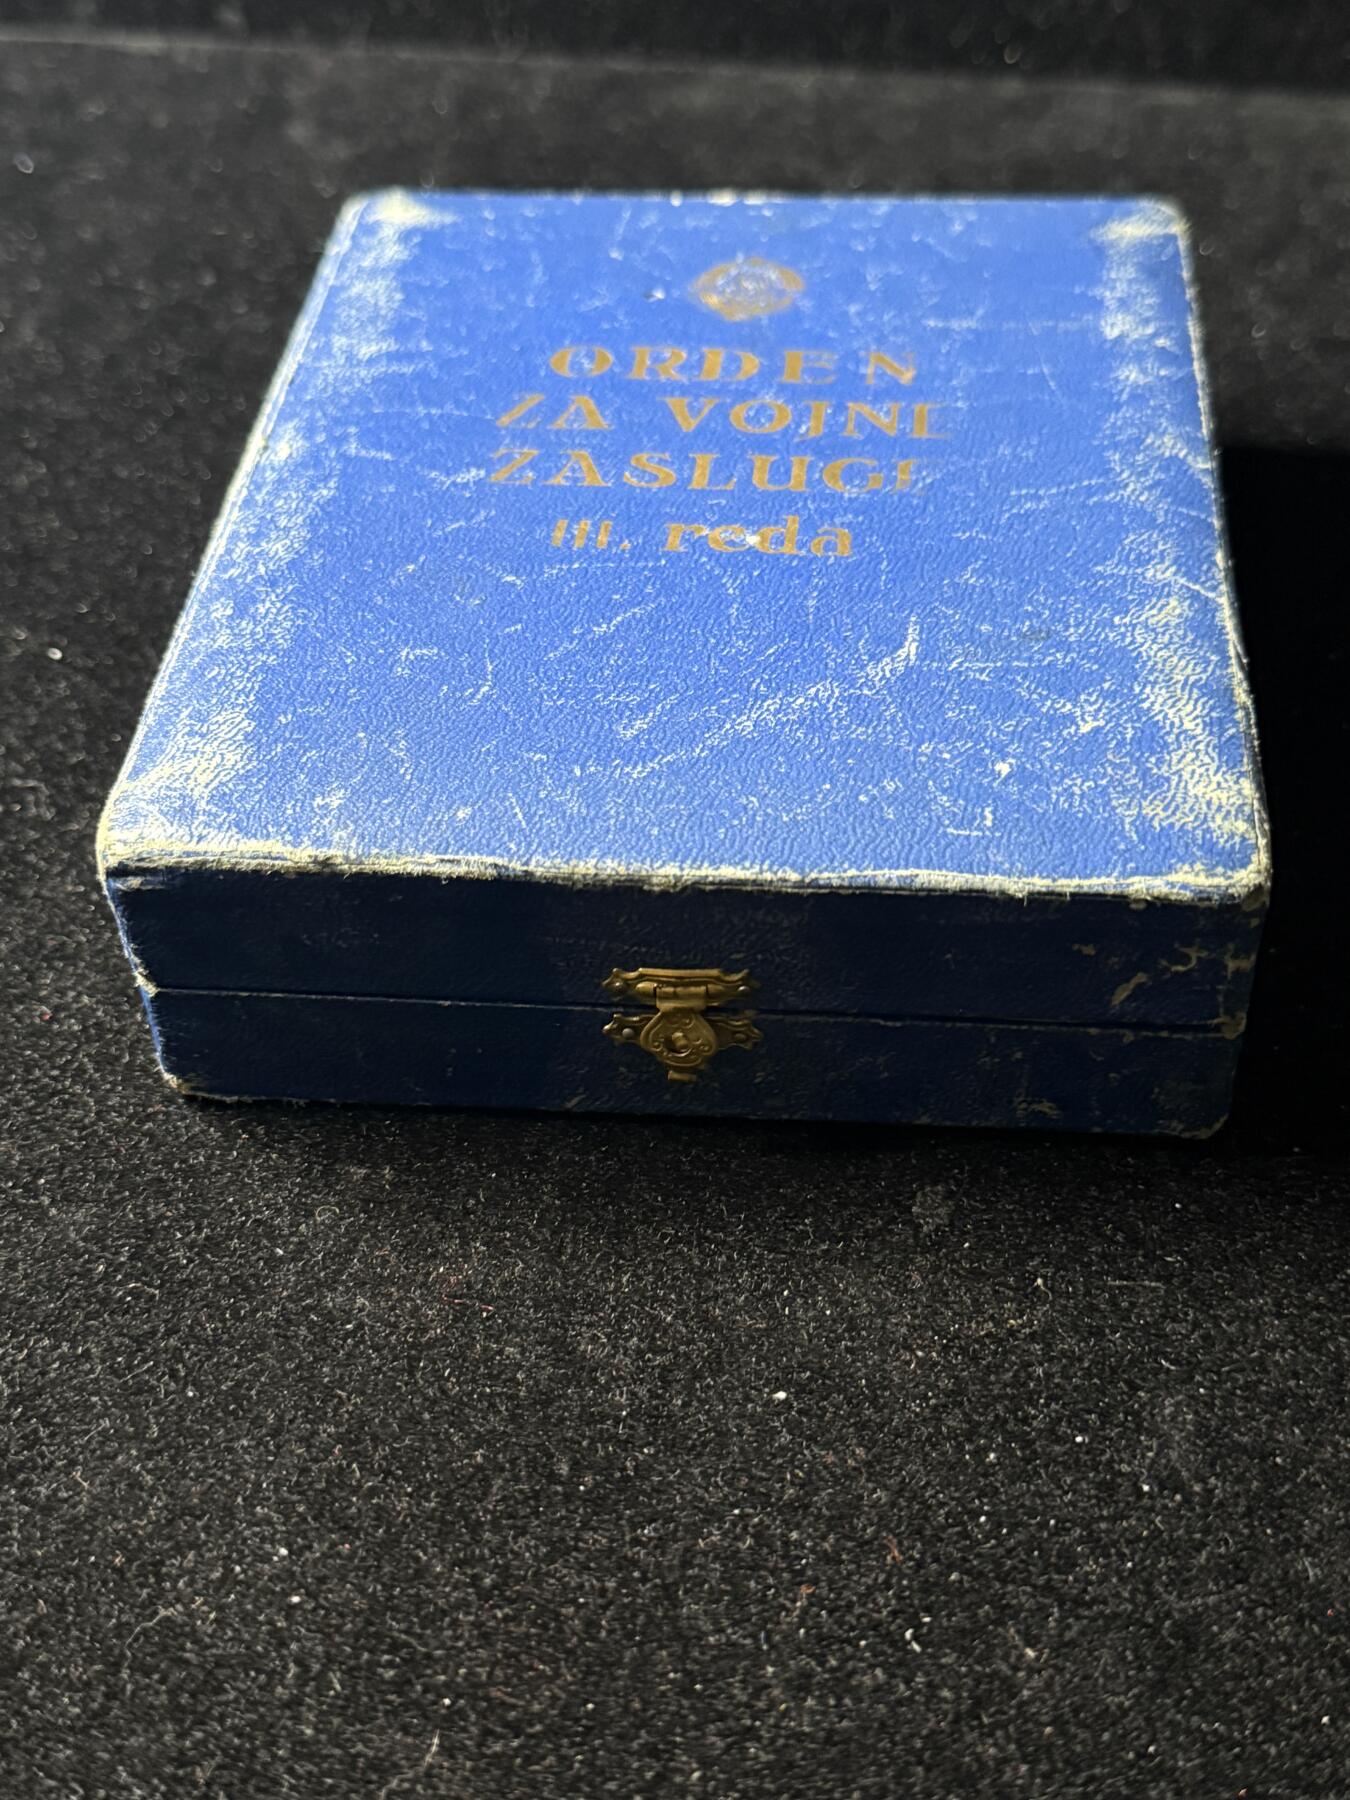 ORDEN
ZA VOJNE
ZASLUGE
III. reda